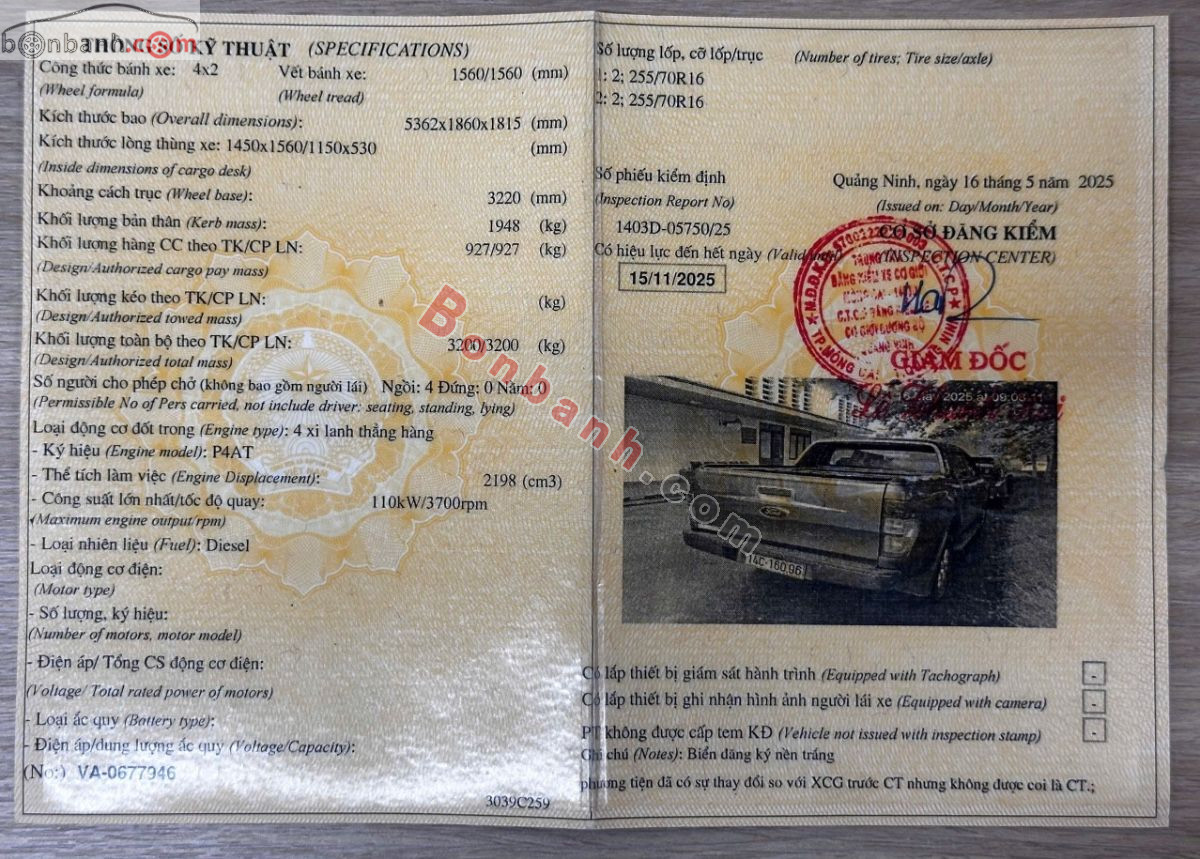 bonbanh.com
THÔNG SỐ KỸ THUẬT (SPECIFICATIONS)
Công thức bánh xe: 4x2 Vết bánh xe: 1560/1560 (mm)
(Wheel formula) (Wheel tread)
Kích thước bao (Overall dimensions): 5362x1860x1815 (mm)
Kích thước lòng thùng xe: 1450x1560/1150x530 (mm)
(Inside dimensions of cargo desk)
Khoảng cách trục (Wheel base): 3220 (mm)
Khối lượng bản thân (Kerb mass): 1948 (kg)
Khối lượng hàng CC theo TK/CP LN: 927/927 (kg)
(Design/Authorized cargo pay mass)
Khối lượng kéo theo TK/CP LN: (kg)
(Design/Authorized towed mass)
Khối lượng toàn bộ theo TK/CP LN: 3200/3200 (kg)
(Design/Authorized total mass)
Số người cho phép chở (không bao gồm người lái) Ngồi: 4 Đứng: 0 Nằm: 0
(Permissible No of Pers carried, not include driver: seating, standing, lying)
Loại động cơ đốt trong (Engine type): 4 xi lanh thẳng hàng
- Ký hiệu (Engine model): P4AT
- Thể tích làm việc (Engine Displacement): 2198 (cm3)
- Công suất lớn nhất/tốc độ quay: 110kW/3700rpm
(Maximum engine output/rpm)
- Loại nhiên liệu (Fuel): Diesel
Loại động cơ điện:
(Motor type)
- Số lượng, ký hiệu:
(Number of motors, motor model)
- Điện áp/ Tổng CS động cơ điện:
(Voltage/ Total rated power of motors)
- Loại ắc quy (Battery type):
- Điện áp/dung lượng ắc quy (Voltage/Capacity):
(No:) VA-0677946
3039C259
Số lượng lốp, cỡ lốp/trục (Number of tires; Tire size/axle)
1: 2; 255/70R16
2: 2; 255/70R16
Số phiếu kiểm định
(Inspection Report No)
1403D-05750/25
Có hiệu lực đến hết ngày (Valid
15/11/2025
Quảng Ninh, ngày 16 tháng 5 năm 2025
(Issued on: Day/Month/Year)
CƠ SỞ ĐĂNG KIỂM
(INSPECTION CENTER)
TRUNG TÂM
ĐĂNG KIỂM XE CƠ GIỚI
QUẢNG NINH
GIÁM ĐỐC
2025 at 09:03:11
14C-160.96
Bonbanh.com
Có lắp thiết bị giám sát hành trình (Equipped with Tachograph) -
Có lắp thiết bị ghi nhận hình ảnh người lái xe (Equipped with camera) -
PT không được cấp tem KĐ (Vehicle not issued with inspection stamp) -
Ghi chú (Notes): Biển đăng ký nền trắng
phương tiện đã có sự thay đổi so với XCG trước CT nhưng không được coi là CT.;